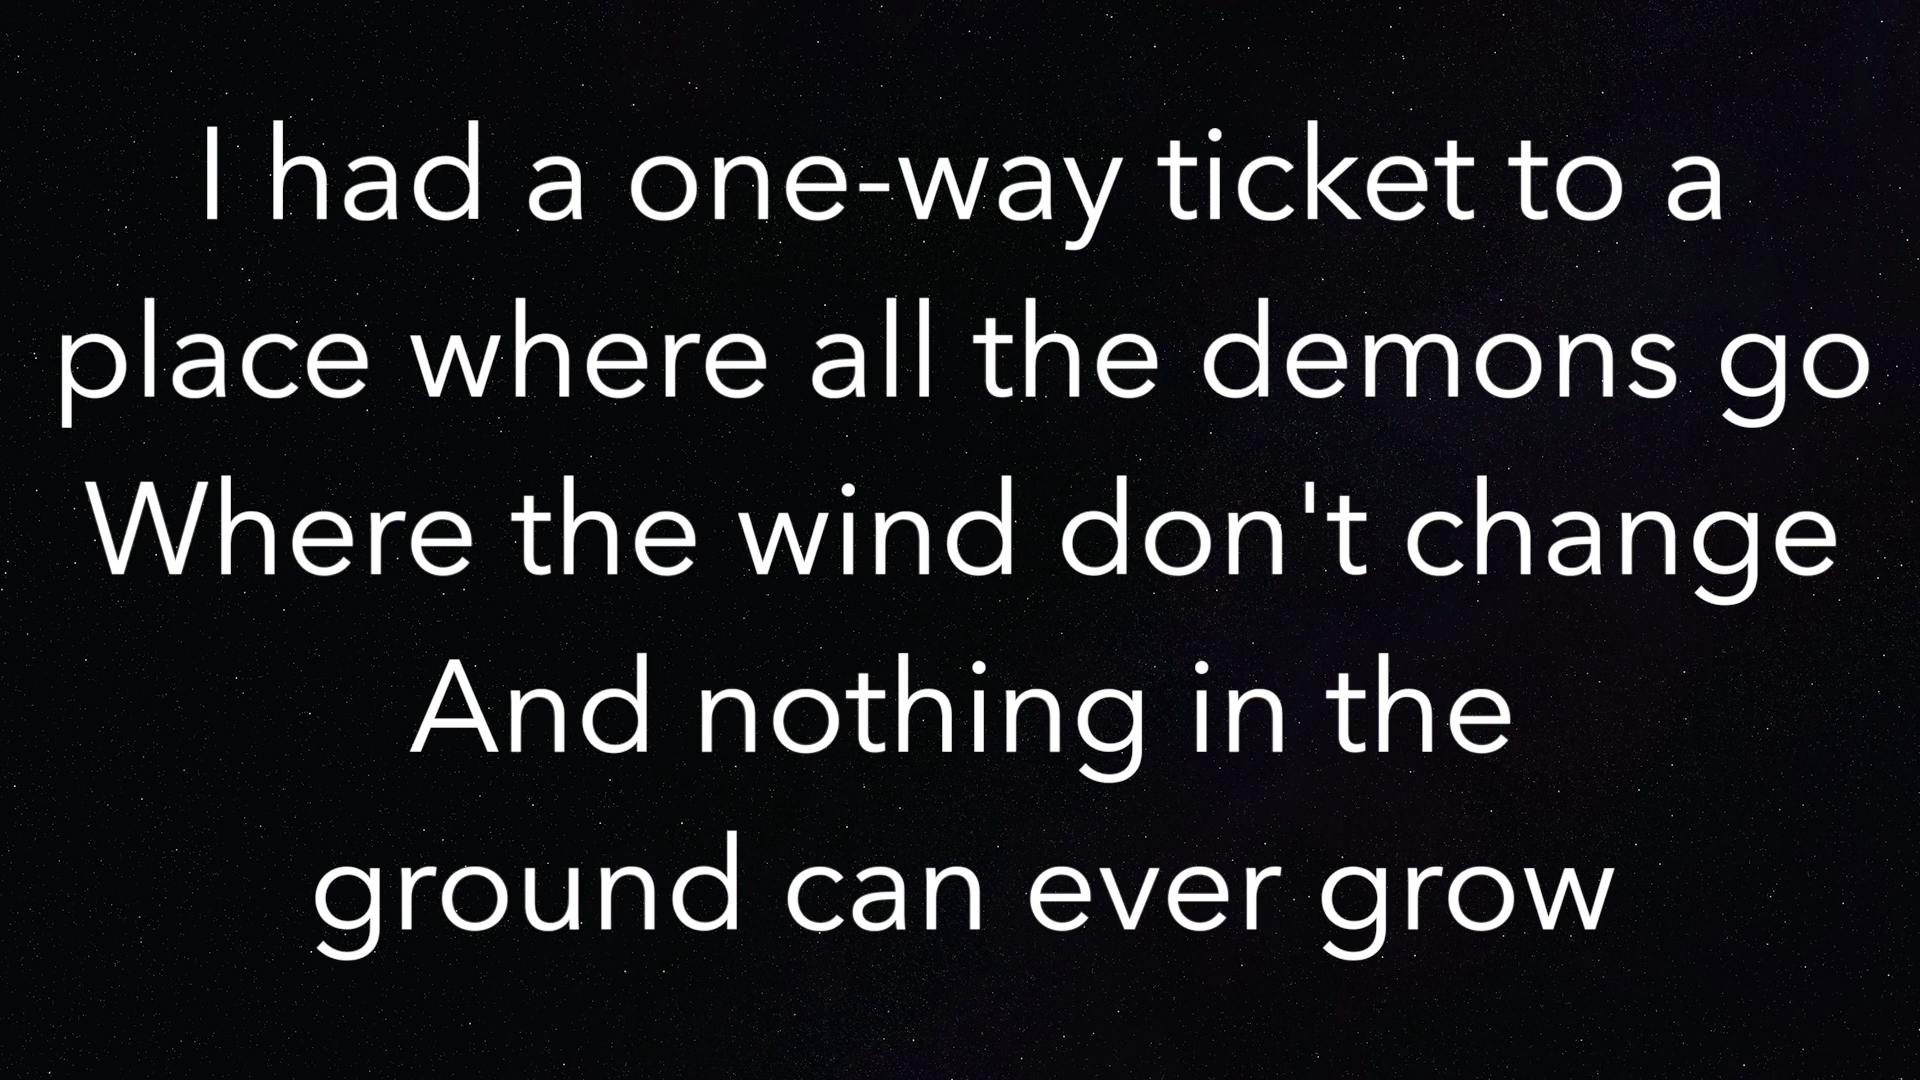 I had a one-way ticket to a
place where all the demons go
Where the wind don't change
And nothing in the
ground can ever grow